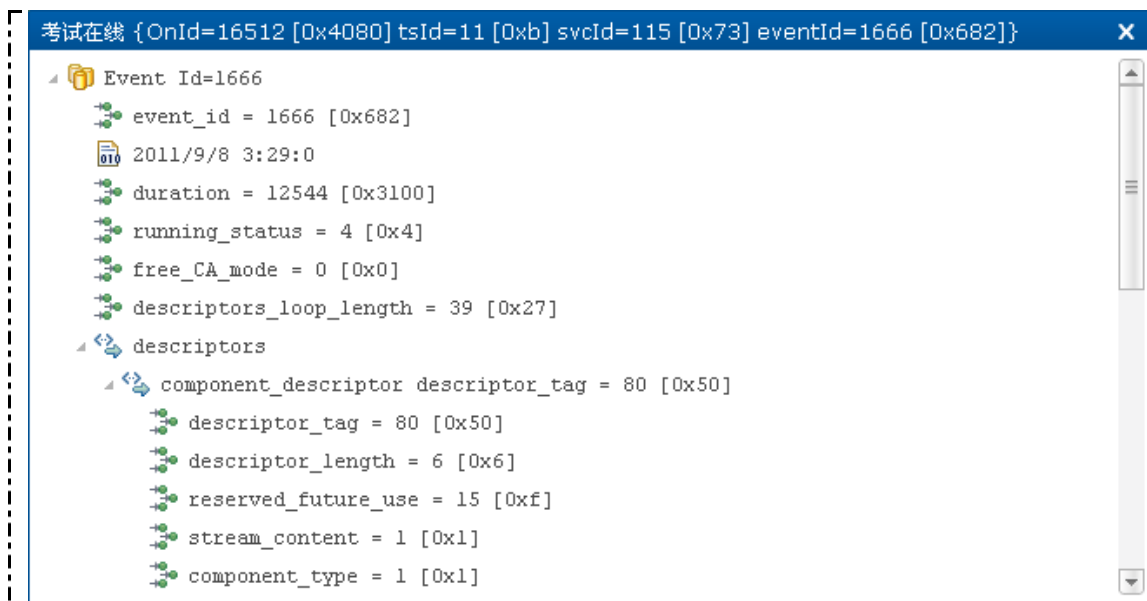 考试在线 {OnId=16512 [0x4080] tsId=11 [0xb] svcId=115 [0x73] eventId=1666 [0x682]}
Event Id=1666
event_id = 1666 [0x682]
2011/9/8 3:29:0
duration = 12544 [0x3100]
running_status = 4 [0x4]
free_CA_mode = 0 [0x0]
descriptors_loop_length = 39 [0x27]
descriptors
component_descriptor descriptor_tag = 80 [0x50]
descriptor_tag = 80 [0x50]
descriptor_length = 6 [0x6]
reserved_future_use = 15 [0xf]
stream_content = 1 [0x1]
component_type = 1 [0x1]